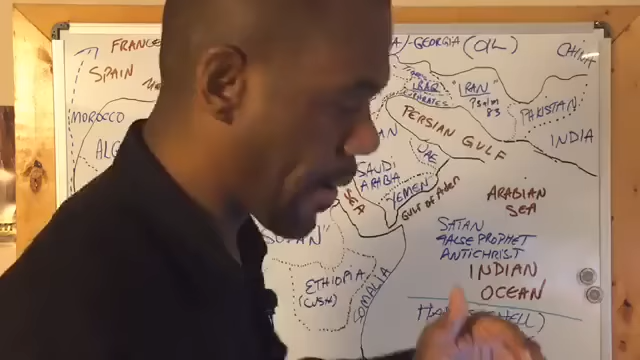 FRANCE
SPAIN
MOROCCO
GEORGIA (OIL)
CHINA
IRAQ
"IRAN"
Psalm
83
PAKISTAN
INDIA
PERSIAN GULF
UAE
SAUDI
ARABIA
YEMEN
GULF OF Aden
ARABIAN
SEA
SATAN
FALSE PROPHET
ANTICHRIST
INDIAN
OCEAN
ETHIOPIA
(CUSH)
SOMALIA